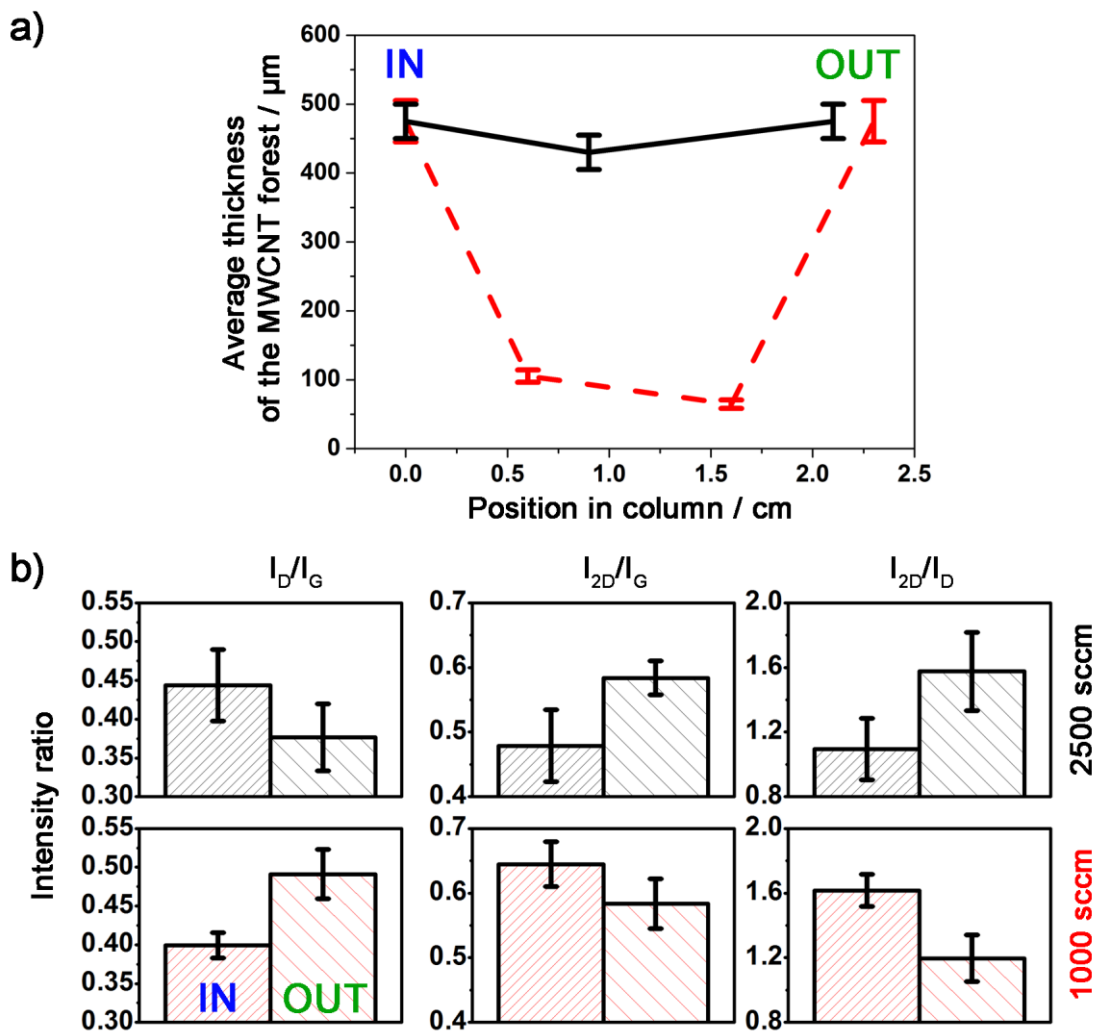 a)
Average thickness
of the MWCNT forest / µm
600
500
400
300
200
100
0
IN
OUT
0.0 0.5 1.0 1.5 2.0 2.5
Position in column / cm
b)
I_D/I_G I_2D/I_G I_2D/I_D
Intensity ratio
0.55
0.50
0.45
0.40
0.35
0.30
0.7
0.6
0.5
0.4
2.0
1.6
1.2
0.8
2500 sccm
0.55
0.50
0.45
0.40
0.35
0.30
IN OUT
0.7
0.6
0.5
0.4
2.0
1.6
1.2
0.8
1000 sccm